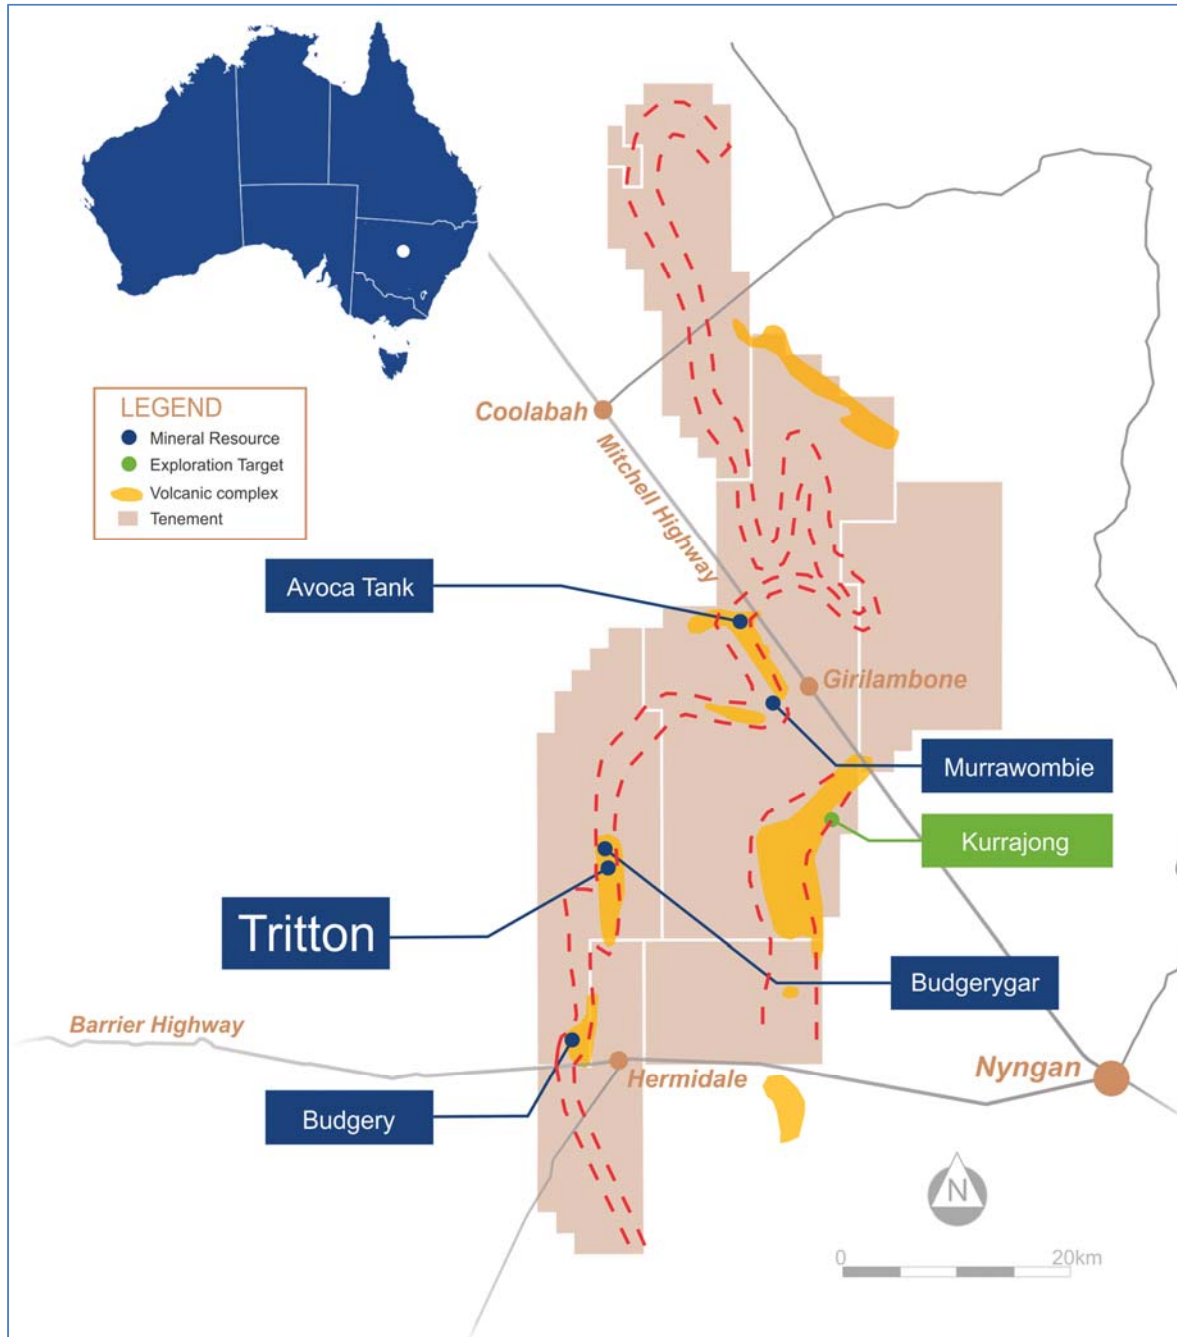 LEGEND
Mineral Resource
Exploration Target
Volcanic complex
Tenement
Coolabah
Mitchell Highway
Avoca Tank
Girilambone
Murrawombie
Kurrajong
Tritton
Budgerygar
Barrier Highway
Hermidale
Nyngan
Budgery
N
0 20km